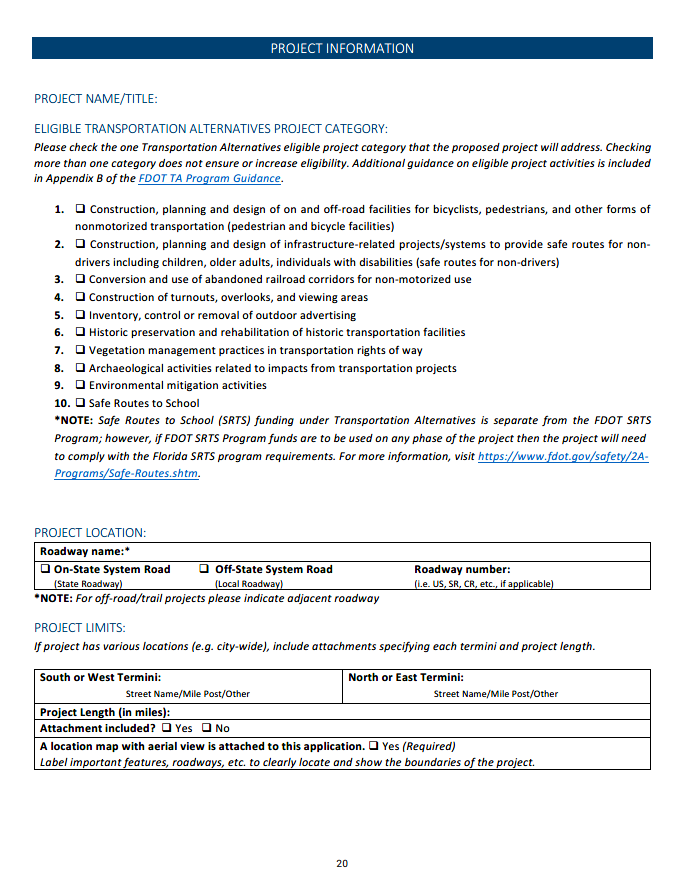 PROJECT INFORMATION
PROJECT NAME/TITLE:
ELIGIBLE TRANSPORTATION ALTERNATIVES PROJECT CATEGORY:
Please check the one Transportation Alternatives eligible project category that the proposed project will address. Checking
more than one category does not ensure or increase eligibility. Additional guidance on eligible project activities is included
in Appendix B of the FDOT TA Program Guidance.
1. ❑ Construction, planning and design of on and off-road facilities for bicyclists, pedestrians, and other forms of
nonmotorized transportation (pedestrian and bicycle facilities)
2. ❑ Construction, planning and design of infrastructure-related projects/systems to provide safe routes for non-
drivers including children, older adults, individuals with disabilities (safe routes for non-drivers)
3. ❑ Conversion and use of abandoned railroad corridors for non-motorized use
4. ❑ Construction of turnouts, overlooks, and viewing areas
5. ❑ Inventory, control or removal of outdoor advertising
6. ❑ Historic preservation and rehabilitation of historic transportation facilities
7. ❑ Vegetation management practices in transportation rights of way
8. ❑ Archaeological activities related to impacts from transportation projects
9. ❑ Environmental mitigation activities
10. ❑ Safe Routes to School
*NOTE: Safe Routes to School (SRTS) funding under Transportation Alternatives is separate from the FDOT SRTS
Program; however, if FDOT SRTS Program funds are to be used on any phase of the project then the project will need
to comply with the Florida SRTS program requirements. For more information, visit https://www.fdot.gov/safety/2A-
Programs/Safe-Routes.shtm.
PROJECT LOCATION:
Roadway name:*
❑ On-State System Road ❑ Off-State System Road Roadway number:
(State Roadway) (Local Roadway) (i.e. US, SR, CR, etc., if applicable)
*NOTE: For off-road/trail projects please indicate adjacent roadway
PROJECT LIMITS:
If project has various locations (e.g. city-wide), include attachments specifying each termini and project length.
South or West Termini: North or East Termini:
Street Name/Mile Post/Other Street Name/Mile Post/Other
Project Length (in miles):
Attachment included? ❑ Yes ❑ No
A location map with aerial view is attached to this application. ❑ Yes (Required)
Label important features, roadways, etc. to clearly locate and show the boundaries of the project.
20